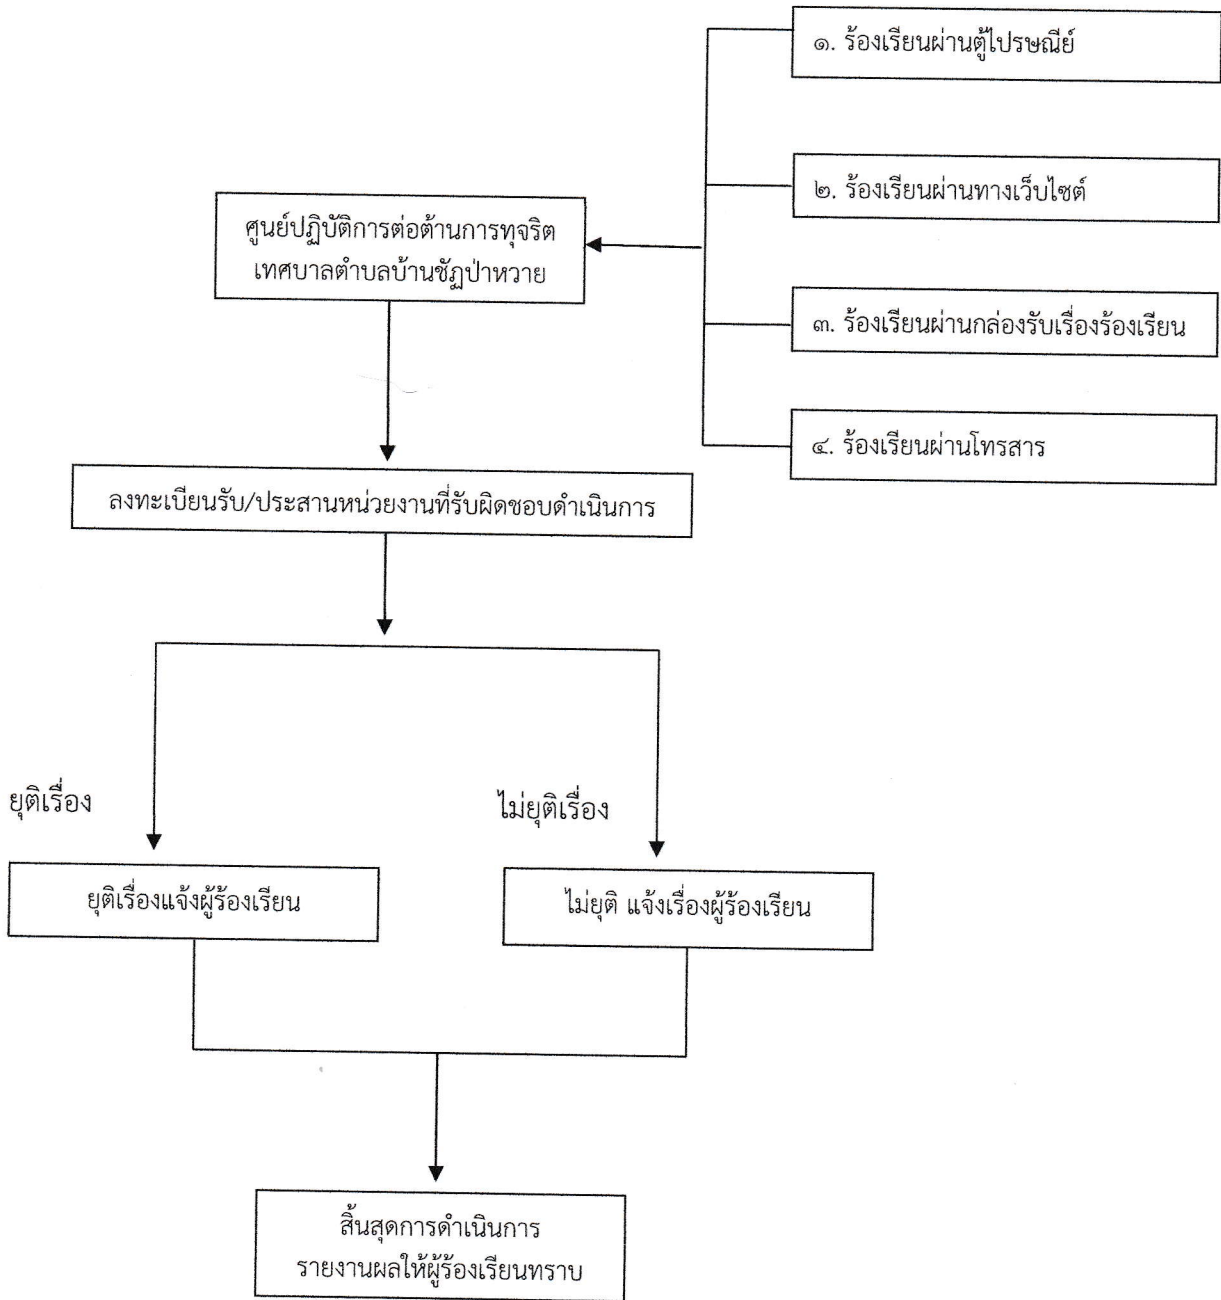 ๑. ร้องเรียนผ่านตู้ไปรษณีย์
๒. ร้องเรียนผ่านทางเว็บไซต์
ศูนย์ปฏิบัติการต่อต้านการทุจริต
เทศบาลตำบลบ้านชัฏป่าหวาย
๓. ร้องเรียนผ่านกล่องรับเรื่องร้องเรียน
๔. ร้องเรียนผ่านโทรสาร
ลงทะเบียนรับ/ประสานหน่วยงานที่รับผิดชอบดำเนินการ
ยุติเรื่อง
ไม่ยุติเรื่อง
ยุติเรื่องแจ้งผู้ร้องเรียน
ไม่ยุติ แจ้งเรื่องผู้ร้องเรียน
สิ้นสุดการดำเนินการ
รายงานผลให้ผู้ร้องเรียนทราบ